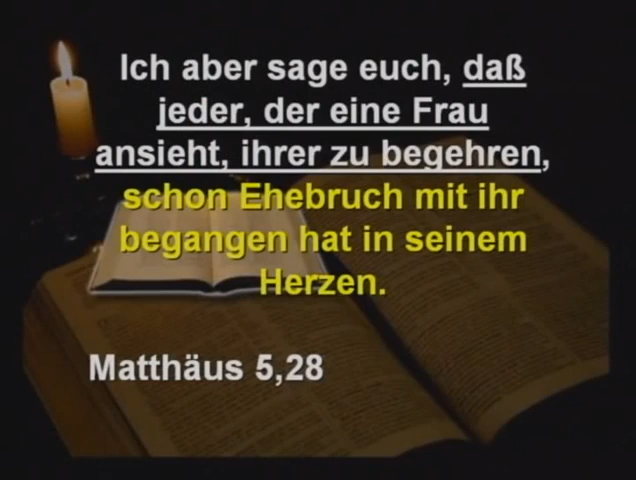 Ich aber sage euch, daß
jeder, der eine Frau
ansieht, ihrer zu begehren,
schon Ehebruch mit ihr
begangen hat in seinem
Herzen.
Matthäus 5,28